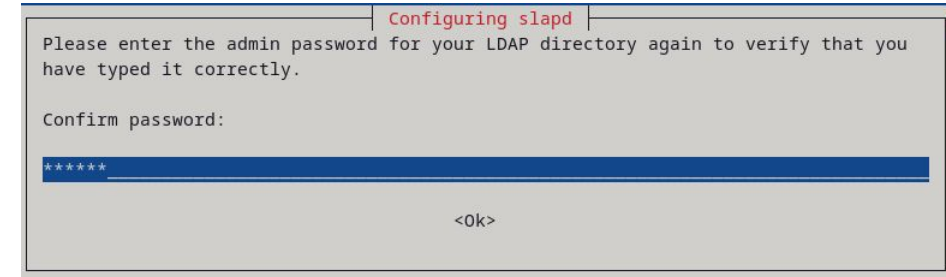 Configuring slapd
Please enter the admin password for your LDAP directory again to verify that you
have typed it correctly.
Confirm password:
******
<Ok>